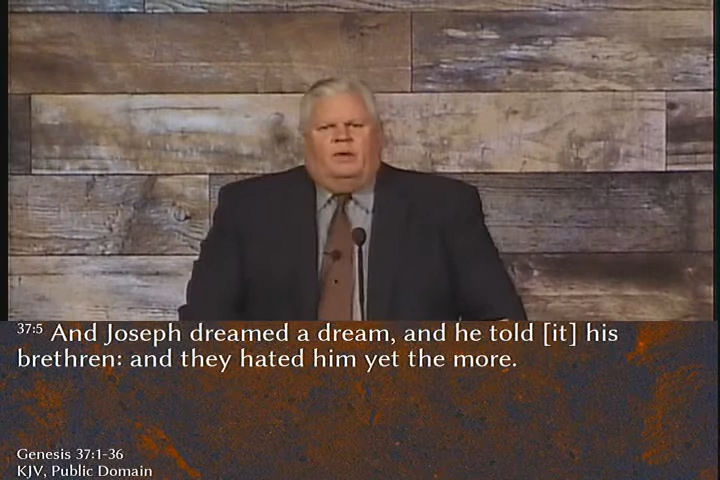 37:5 And Joseph dreamed a dream, and he told [it] his
brethren: and they hated him yet the more.
Genesis 37:1-36
KJV, Public Domain